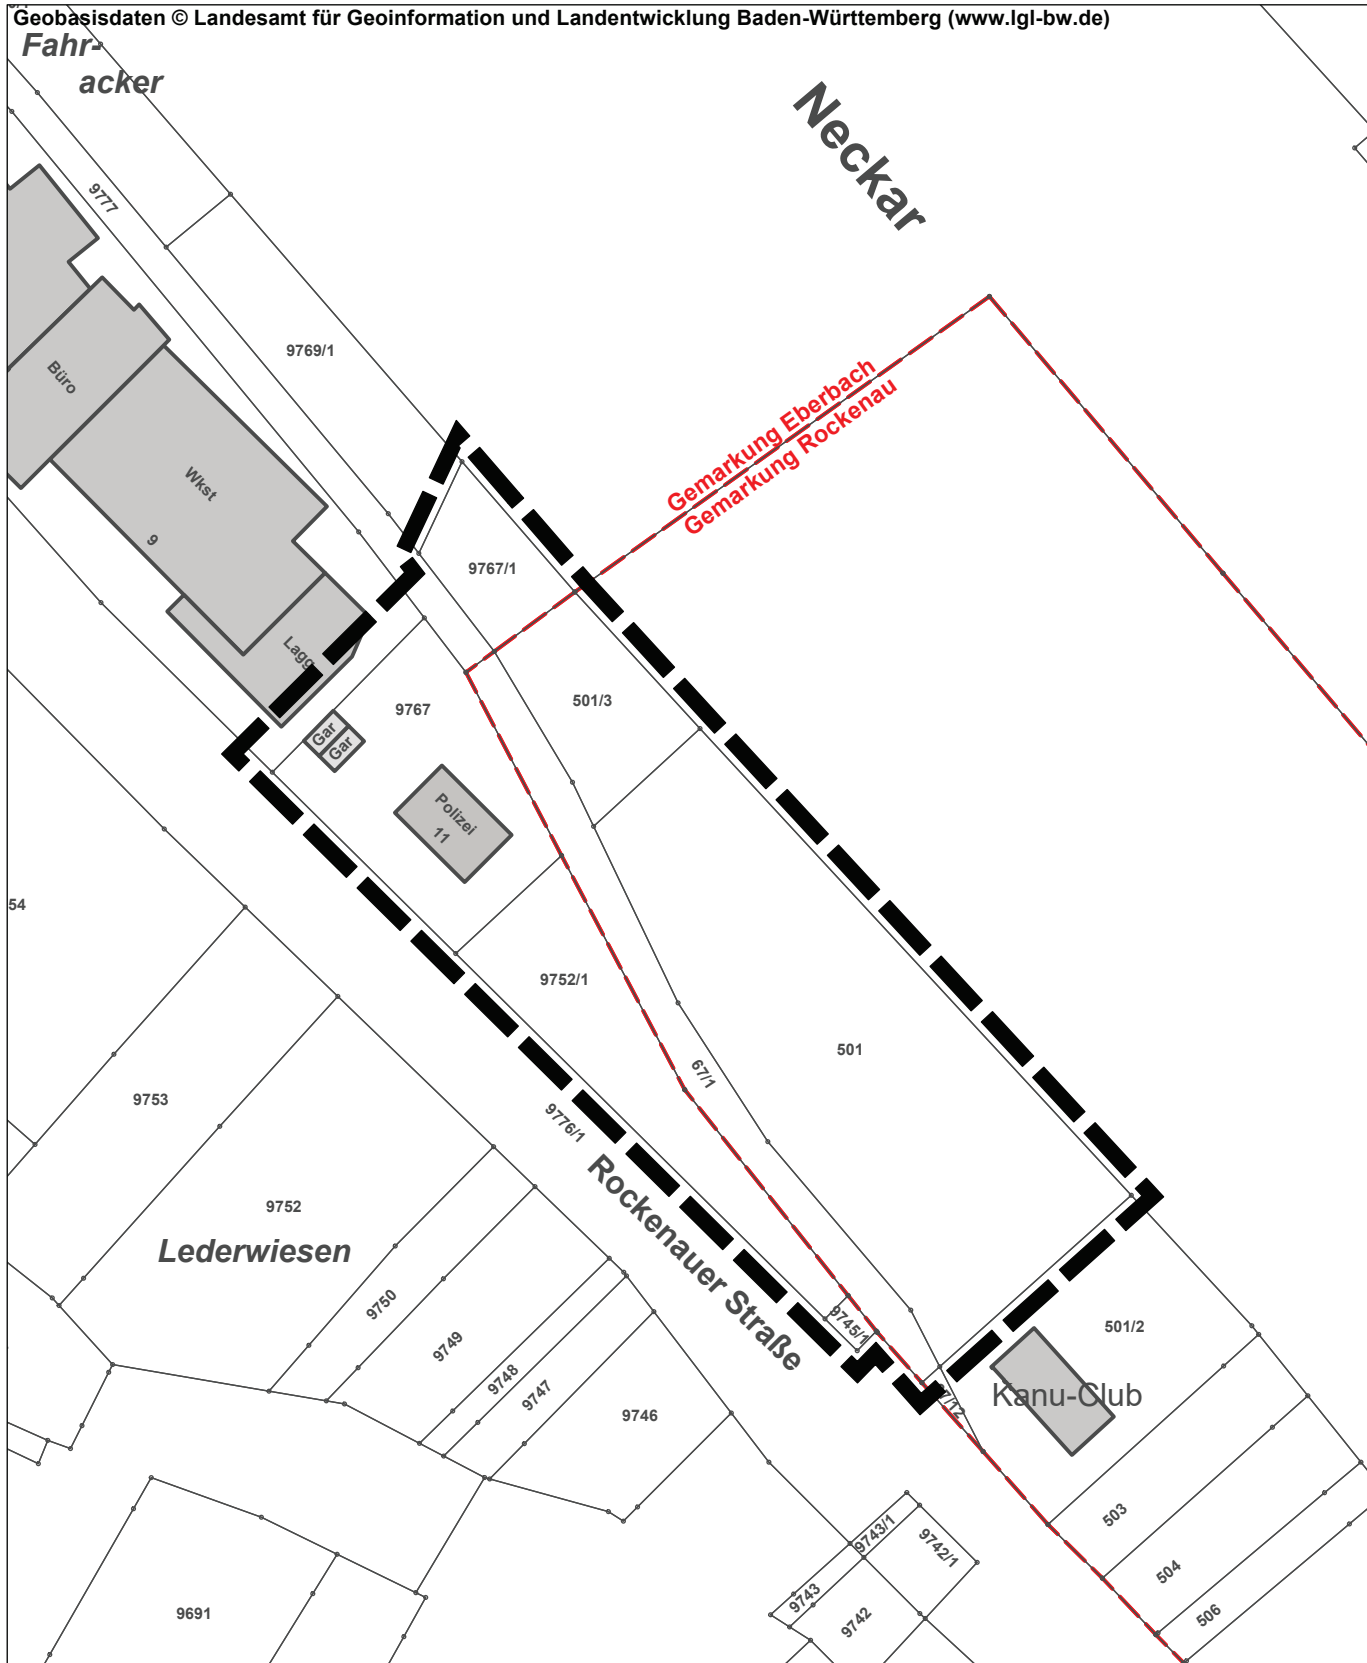 Geobasisdaten © Landesamt für Geoinformation und Landentwicklung Baden-Württemberg (www.lgl-bw.de)
Fahr-
acker
Neckar
9777
9769/1
Büro
Wkst
9
Gemarkung Eberbach
Gemarkung Rockenau
9767/1
Lagg
501/3
9767
Gar
Gar
Polizei
11
54
9752/1
501
67/1
9753
9776/1
Rockenauer Straße
9752
Lederwiesen
9750
9745/1
501/2
9749
9748
9747
Kanu-Club
9746
503
9743/1
9742/1
504
9743
9742
506
9691